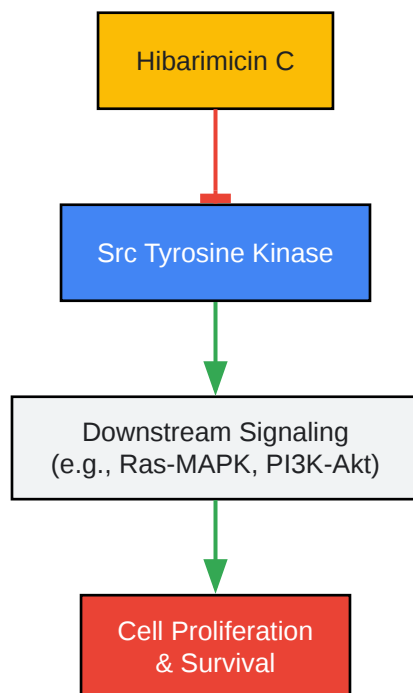 Hibarimicin C
Src Tyrosine Kinase
Downstream Signaling
(e.g., Ras-MAPK, PI3K-Akt)
Cell Proliferation
& Survival